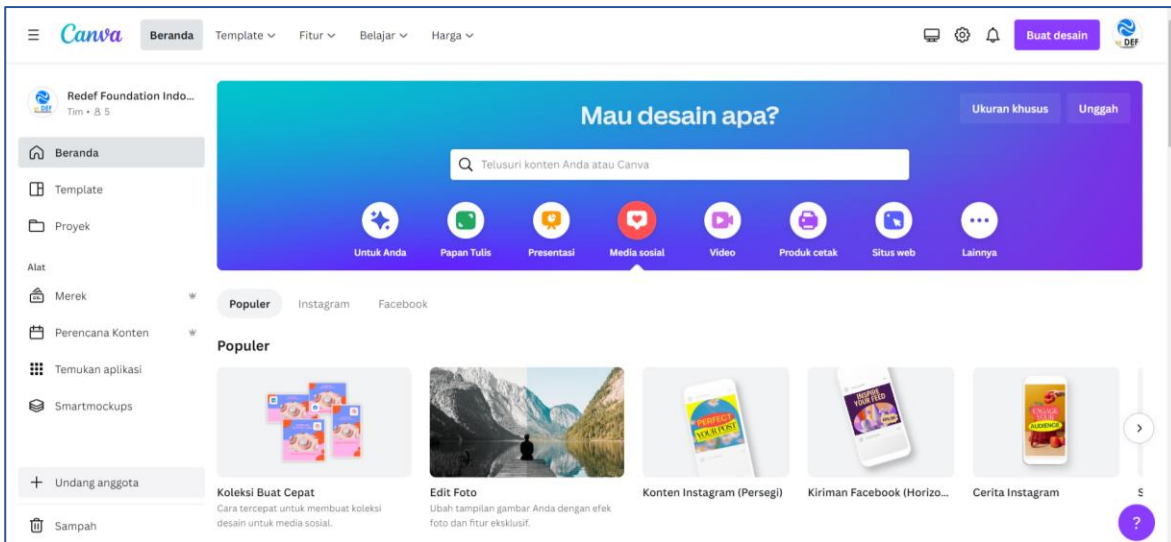 Canva
Beranda
Template
Fitur
Belajar
Harga
Buat desain
DEF
Redef Foundation Indo...
Tim • 5
Beranda
Template
Proyek
Alat
Merek
Perencana Konten
Temukan aplikasi
Smartmockups
Undang anggota
Sampah
Mau desain apa?
Ukuran khusus
Unggah
Telusuri konten Anda atau Canva
Untuk Anda
Papan Tulis
Presentasi
Media sosial
Video
Produk cetak
Situs web
Lainnya
Populer
Instagram
Facebook
Populer
PERFECT
YOUR POST
INSPIRE
YOUR FEED
ENGAGE
YOUR
AUDIENCE
Koleksi Buat Cepat
Cara tercepat untuk membuat koleksi
desain untuk media sosial.
Edit Foto
Ubah tampilan gambar Anda dengan efek
foto dan fitur eksklusif.
Konten Instagram (Persegi)
Kiriman Facebook (Horizo...
Cerita Instagram
S
?